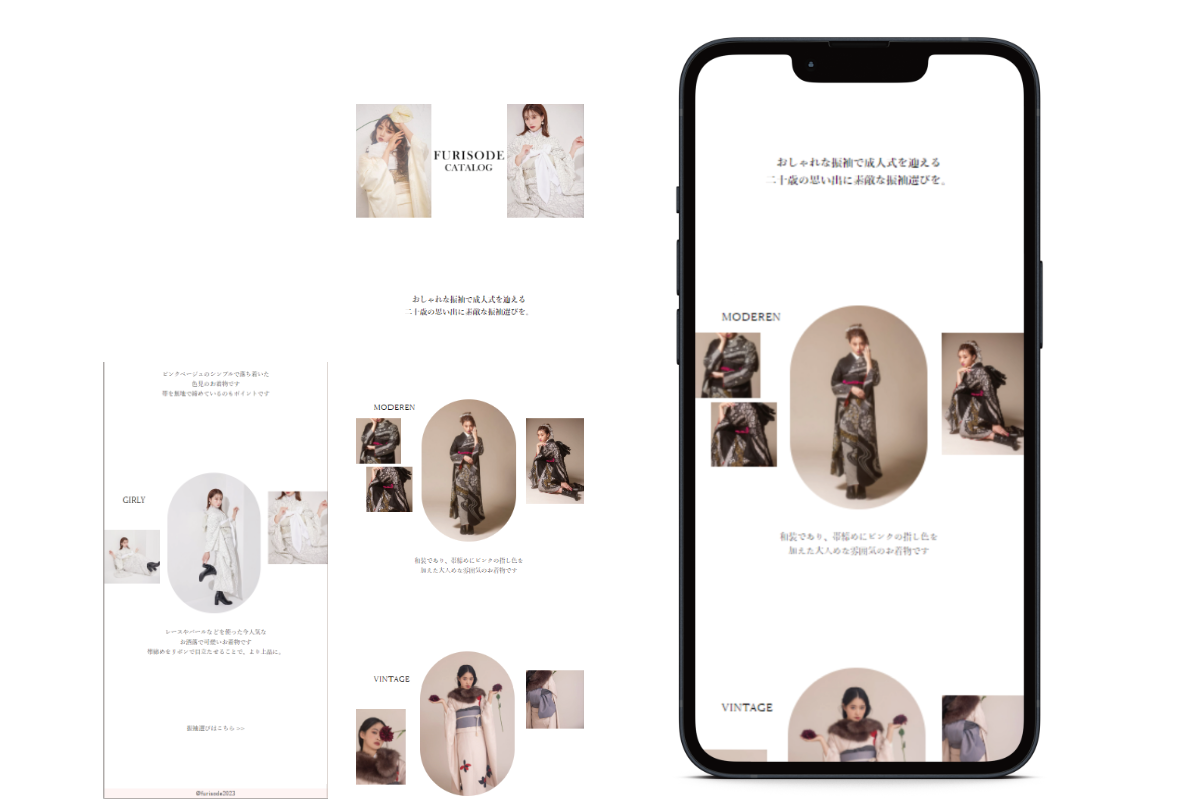 ピンクベージュのシンプルで落ち着いた
色見のお着物です
帯を無地で締めているのもポイントです
GIRLY
レースやパールなどを使った今人気な
お洒落で可愛いお着物です
帯締めをリボンで目立たせることで、より上品に。
振袖選びはこちら >>
@furisode2023
FURISODE
CATALOG
おしゃれな振袖で成人式を迎える
二十歳の思い出に素敵な振袖選びを。
MODEREN
和装であり、帯締めにピンクの指し色を
加えた大人めな雰囲気のお着物です
VINTAGE
おしゃれな振袖で成人式を迎える
二十歳の思い出に素敵な振袖選びを。
MODEREN
和装であり、帯締めにピンクの指し色を
加えた大人めな雰囲気のお着物です
VINTAGE